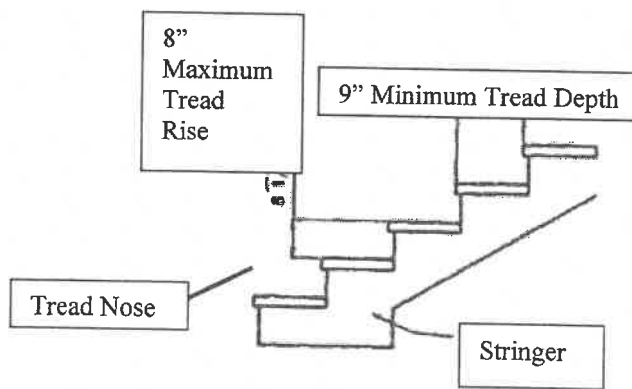 8”
Maximum
Tread
Rise
9” Minimum Tread Depth
Tread Nose
Stringer